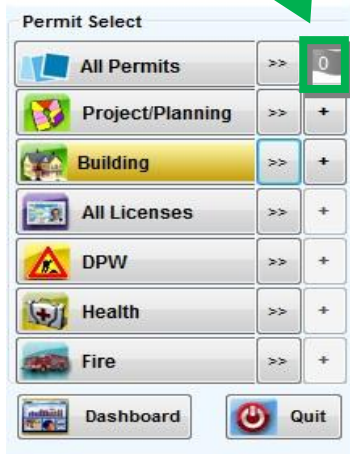 Permit Select
All Permits >> 0
Project/Planning >> +
Building >> +
All Licenses >> +
DPW >> +
Health >> +
Fire >> +
Dashboard Quit